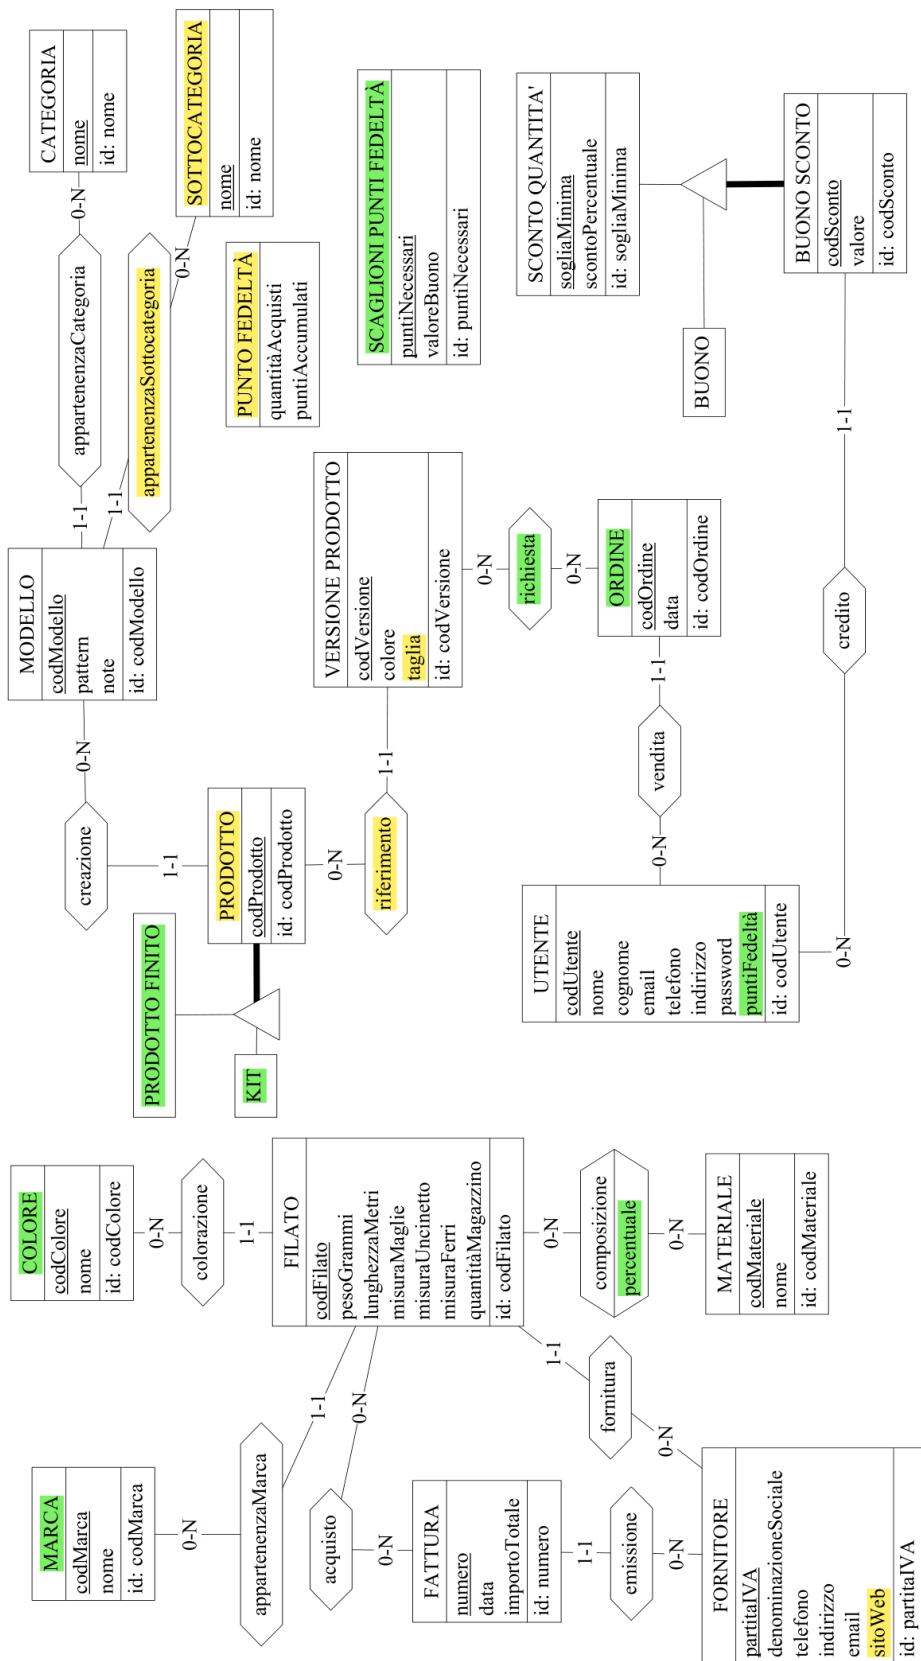 MARCA
codMarca
nome
id: codMarca
0-N
appartenenzaMarca
1-1
COLORE
codColore
nome
id: codColore
0-N
colorazione
1-1
FILATO
codFilato
pesoGrammi
lunghezzaMetri
misuraMaglie
misuraUncinetto
misuraFerri
quantitàMagazzino
id: codFilato
acquisto
0-N
0-N
FATTURA
numero
data
importoTotale
id: numero
1-1
emissione
0-N
FORNITORE
partitaIVA
denominazioneSociale
telefono
indirizzo
email
sitoWeb
id: partitaIVA
fornitura
1-1
0-N
0-N
composizione
percentuale
0-N
MATERIALE
codMateriale
nome
id: codMateriale
PRODOTTO FINITO
KIT
PRODOTTO
codProdotto
id: codProdotto
1-1
creazione
0-N
MODELLO
codModello
pattern
note
id: codModello
1-1
appartenenzaCategoria
0-N
CATEGORIA
nome
id: nome
1-1
appartenenzaSottocategoria
0-N
SOTTOCATEGORIA
nome
id: nome
PUNTO FEDELTÀ
quantitàAcquisti
puntiAccumulati
SCAGLIONI PUNTI FEDELTÀ
puntiNecessari
valoreBuono
id: puntiNecessari
0-N
riferimento
1-1
VERSIONE PRODOTTO
codVersione
colore
taglia
id: codVersione
0-N
richiesta
0-N
ORDINE
codOrdine
data
id: codOrdine
1-1
vendita
0-N
UTENTE
codUtente
nome
cognome
email
telefono
indirizzo
password
puntiFedeltà
id: codUtente
0-N
credito
1-1
BUONO
SCONTO QUANTITA'
sogliaMinima
scontoPercentuale
id: sogliaMinima
BUONO SCONTO
codSconto
valore
id: codSconto